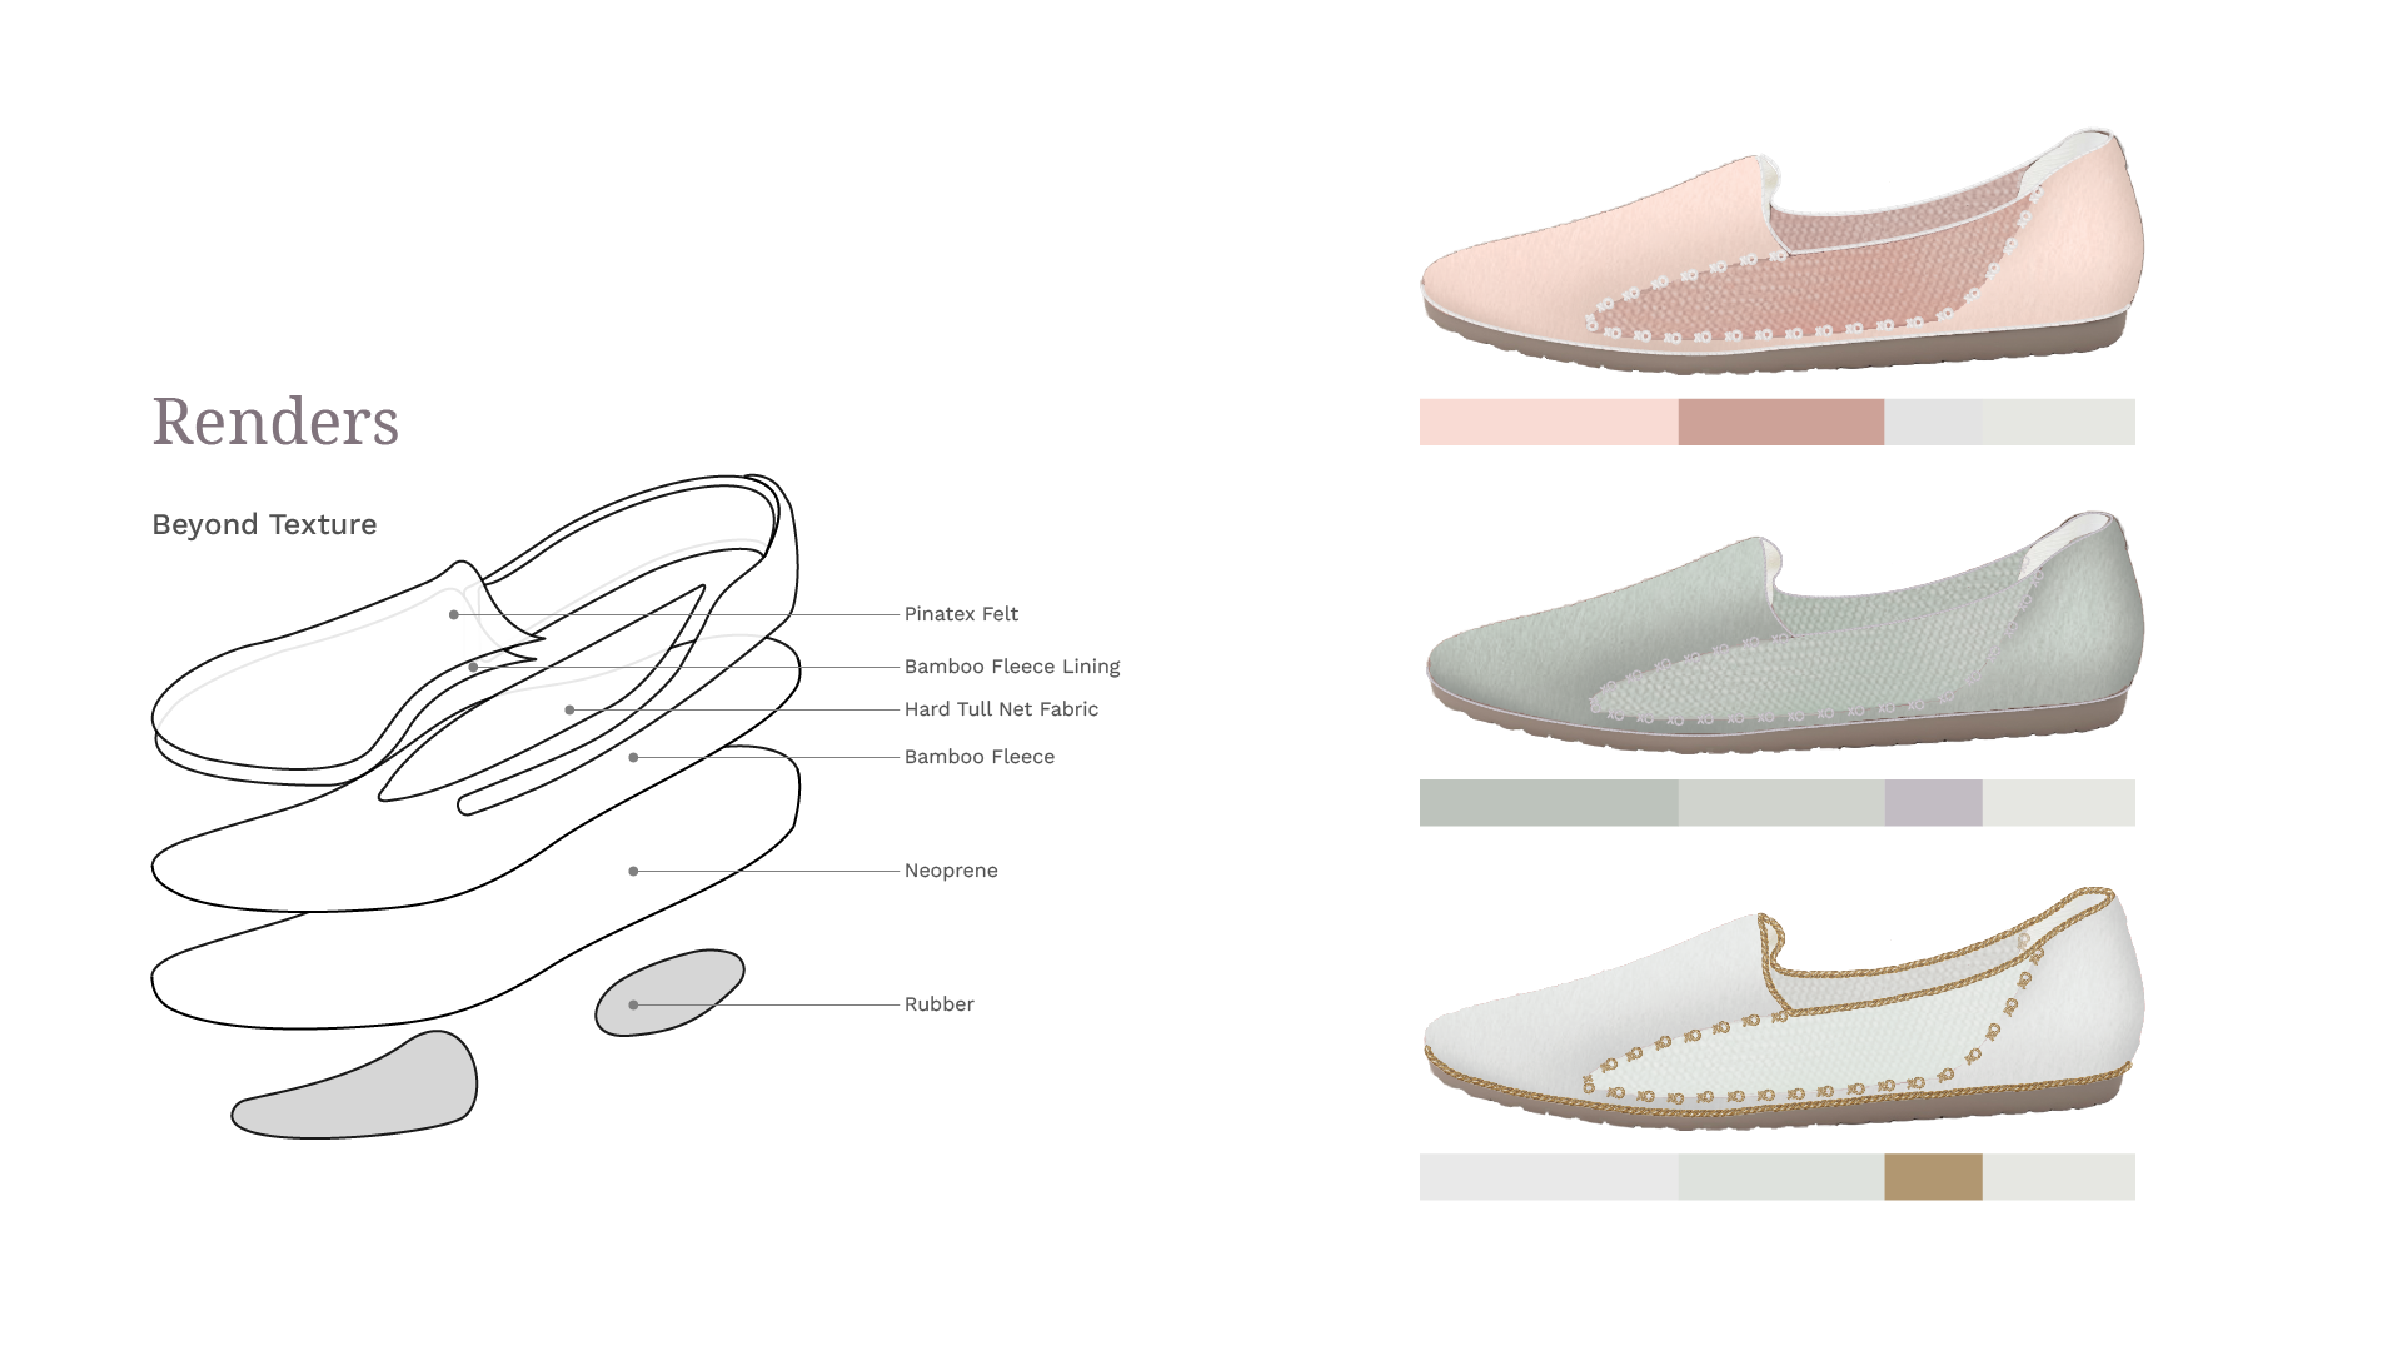 Renders
Beyond Texture
Pinatex Felt
Bamboo Fleece Lining
Hard Tull Net Fabric
Bamboo Fleece
Neoprene
Rubber